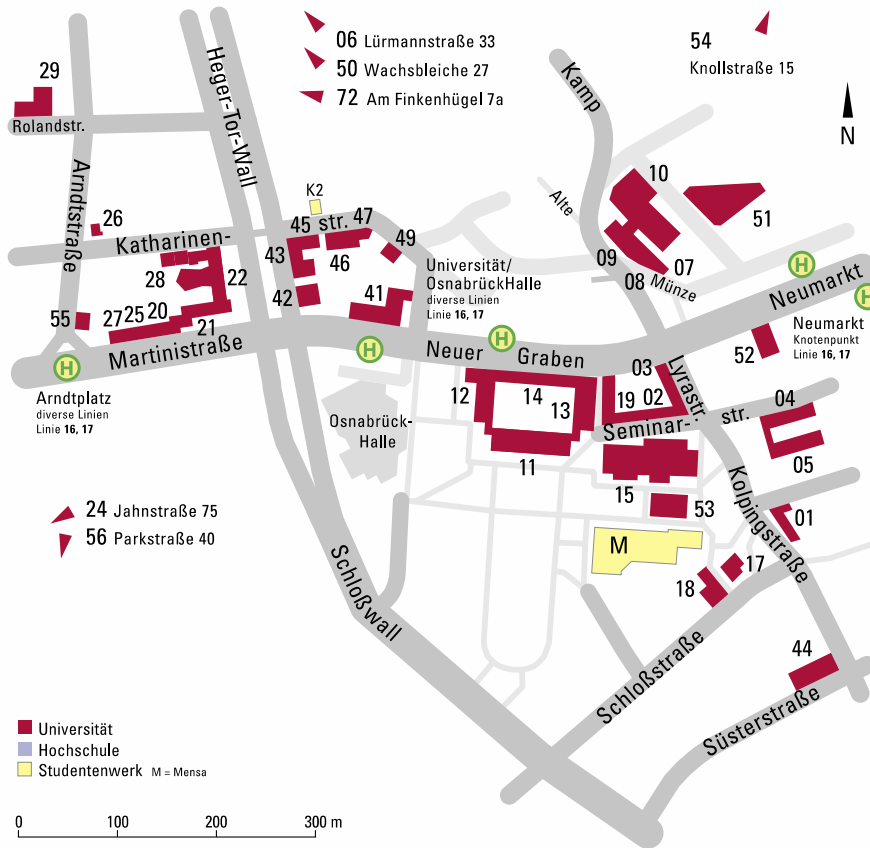 06 Lürmannstraße 33
50 Wachsbleiche 27
72 Am Finkenhügel 7a
54
Knollstraße 15
N
29
Rolandstr.
Heger-Tor-Wall
Kamp
Arndtstraße
26
K2
Alte
10
51
Katharinen-
45
str.
47
49
43
46
28
22
42
41
Universität/
OsnabrückHalle
diverse Linien
Linie 16, 17
09
07
08
Münze
H
Neumarkt
H
55
27
25
20
21
Martinistraße
H
Arndtplatz
diverse Linien
Linie 16, 17
H
Neuer
H
Graben
52
Neumarkt
Knotenpunkt
Linie 16, 17
03
Lyrastr.
12
14
13
19
02
04
Seminar-
str.
Osnabrück-
Halle
11
05
15
53
Kolpingstraße
01
24 Jahnstraße 75
56 Parkstraße 40
M
17
18
Schloßwall
44
Schloßstraße
Süsterstraße
Universität
Hochschule
Studentenwerk M = Mensa
0 100 200 300 m